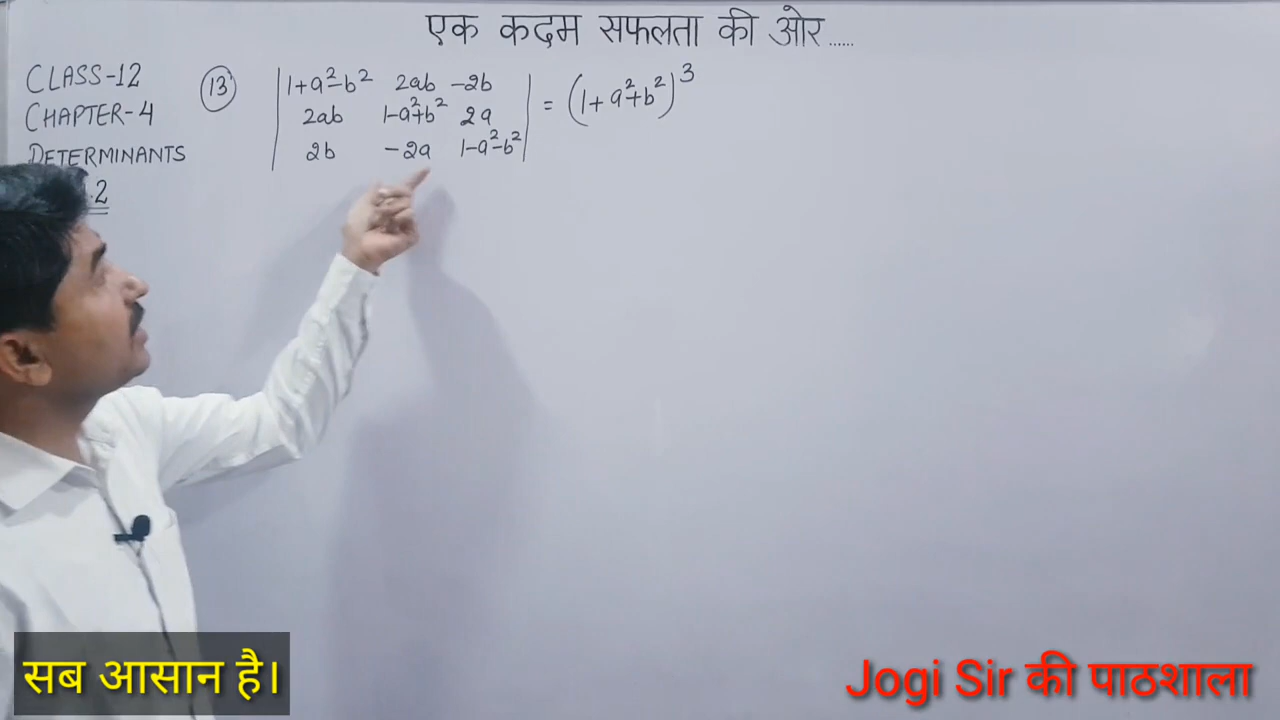 एक कदम सफलता की ओर......
CLASS-12
CHAPTER-4
DETERMINANTS
.2
13
| 1+a²-b² 2ab -2b |
| 2ab 1-a²+b² 2a | = (1+a²+b²)³
| 2b -2a 1-a²-b² |
सब आसान है।
Jogi Sir की पाठशाला